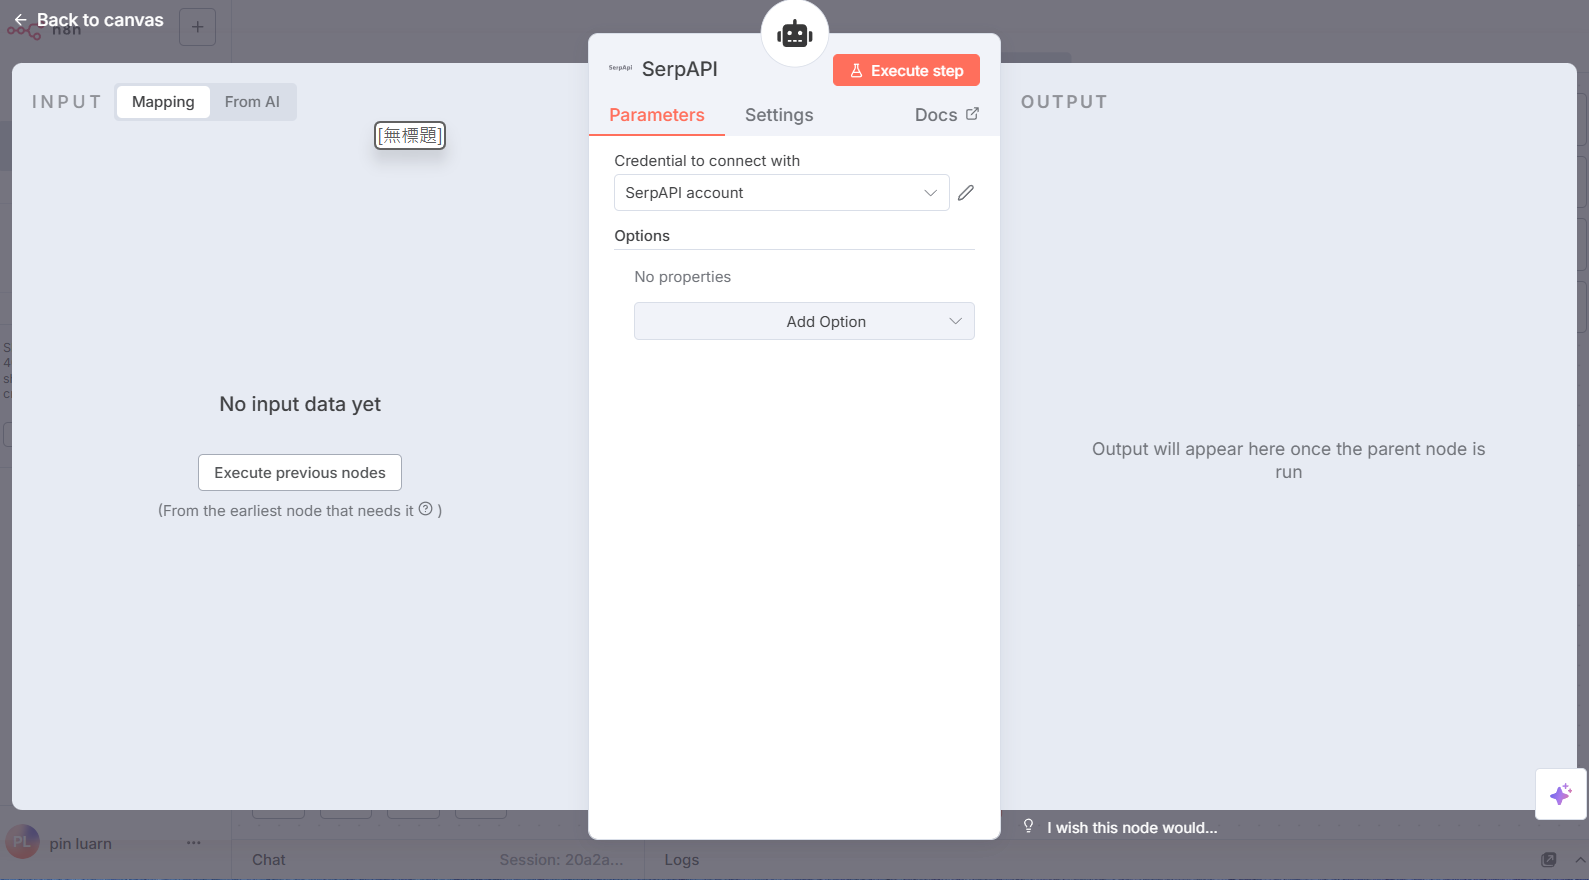 Back to canvas
n8n
+
INPUT
Mapping
From AI
[無標題]
No input data yet
Execute previous nodes
(From the earliest node that needs it ? )
SerpApi
SerpAPI
Execute step
Parameters
Settings
Docs
Credential to connect with
SerpAPI account
Options
No properties
Add Option
OUTPUT
Output will appear here once the parent node is
run
I wish this node would...
PL
pin luarn
...
Chat
Session: 20a2a...
Logs